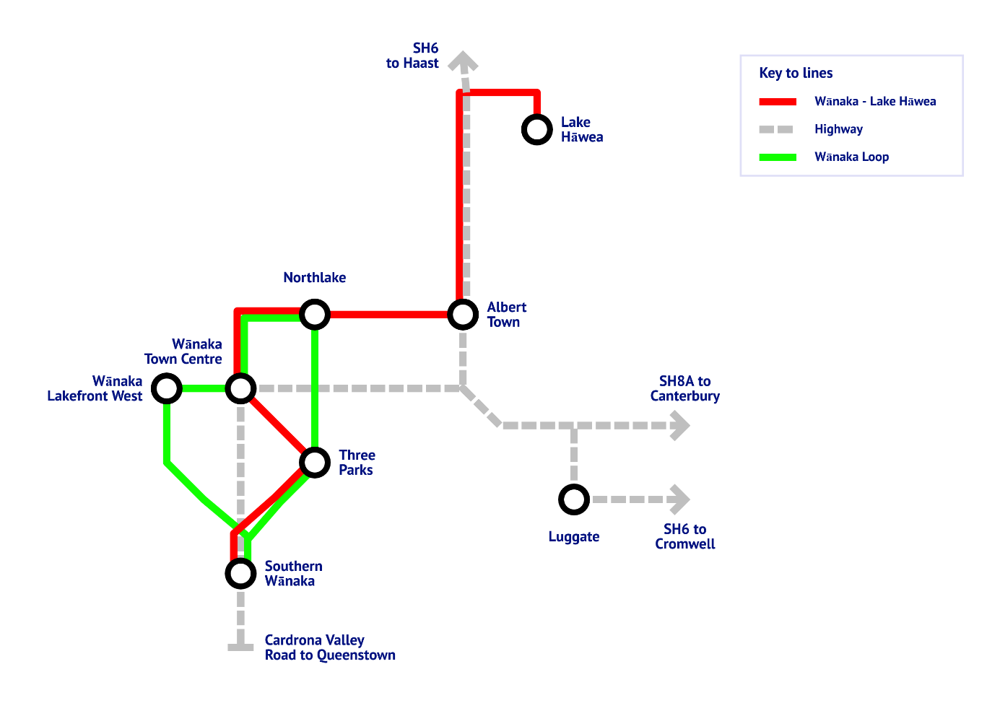 SH6
to Haast
Key to lines
Wānaka - Lake Hāwea
Highway
Wānaka Loop
Lake
Hāwea
Northlake
Albert
Town
Wānaka
Town Centre
Wānaka
Lakefront West
SH8A to
Canterbury
Three
Parks
Luggate
SH6 to
Cromwell
Southern
Wānaka
Cardrona Valley
Road to Queenstown